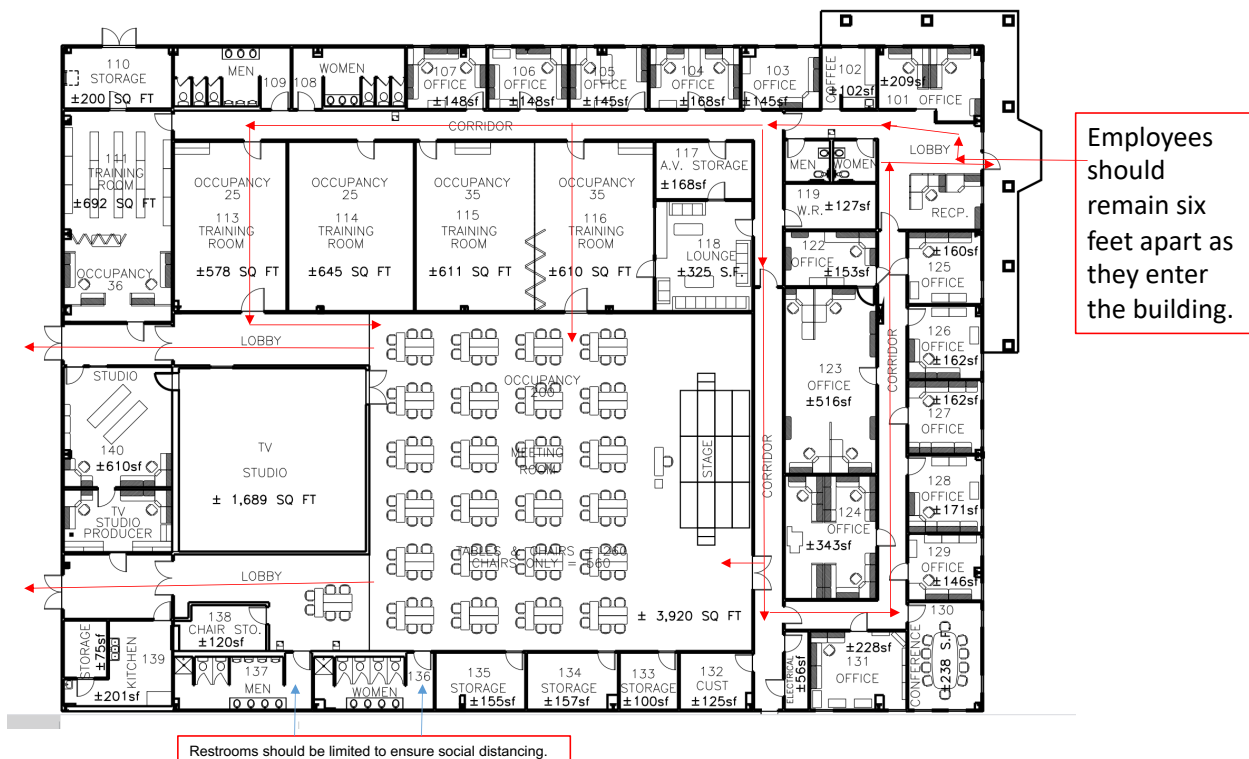 110
STORAGE
±200 SQ FT
MEN
109
108
WOMEN
107
OFFICE
±148sf
106
OFFICE
±148sf
105
OFFICE
±145sf
104
OFFICE
±168sf
103
OFFICE
±145sf
COFFEE
102
±102sf
±209sf
101
OFFICE
CORRIDOR
LOBBY
Employees
should
remain six
feet apart as
they enter
the building.
111
TRAINING
ROOM
±692 SQ FT
OCCUPANCY
36
OCCUPANCY
25
113
TRAINING
ROOM
±578 SQ FT
OCCUPANCY
25
114
TRAINING
ROOM
±645 SQ FT
OCCUPANCY
35
115
TRAINING
ROOM
±611 SQ FT
OCCUPANCY
35
116
TRAINING
ROOM
±610 SQ FT
117
A.V. STORAGE
±168sf
118
LOUNGE
±325 S.F.
MEN
WOMEN
119
W.R.
±127sf
RECP.
122
OFFICE
±153sf
±160sf
125
OFFICE
126
OFFICE
±162sf
±162sf
127
OFFICE
128
OFFICE
±171sf
129
OFFICE
±146sf
123
OFFICE
±516sf
124
OFFICE
±343sf
CORRIDOR
CORRIDOR
LOBBY
STUDIO
140
±610sf
TV
STUDIO
PRODUCER
TV
STUDIO
± 1,689 SQ FT
OCCUPANCY
200
MEETING
ROOM
STAGE
TABLES & CHAIRS = 260
CHAIRS ONLY = 560
± 3,920 SQ FT
LOBBY
138
CHAIR STO.
±120sf
STORAGE
±75sf
KITCHEN
139
±201sf
137
MEN
WOMEN
136
135
STORAGE
±155sf
134
STORAGE
±157sf
133
STORAGE
±100sf
132
CUST
±125sf
ELECTRICAL
±56sf
±228sf
131
OFFICE
130
CONFERENCE
±238 S.F.
Restrooms should be limited to ensure social distancing.